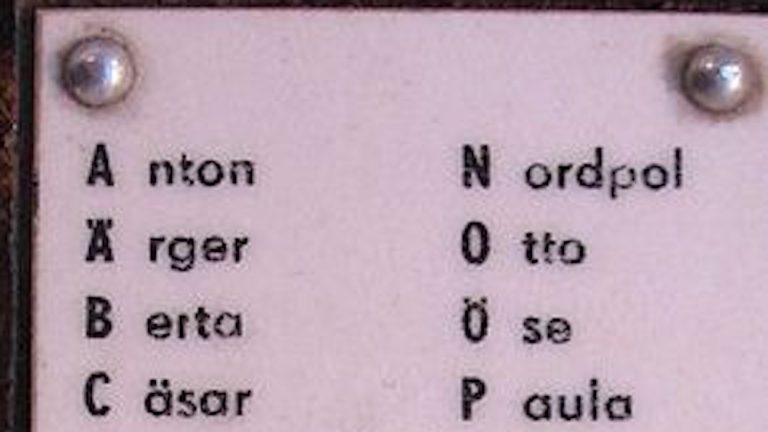 A nton N ordpol
Ä rger O tto
B erta Ö se
C äsar P aula